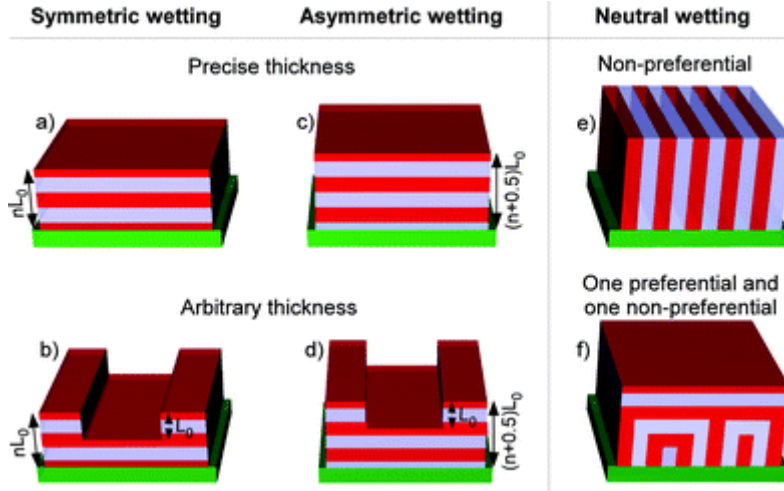 Symmetric wetting
Asymmetric wetting
Neutral wetting
Precise thickness
Non-preferential
a)
c)
e)
nL₀
(n+0.5)L₀
Arbitrary thickness
One preferential and
one non-preferential
b)
d)
f)
nL₀
L₀
L₀
(n+0.5)L₀